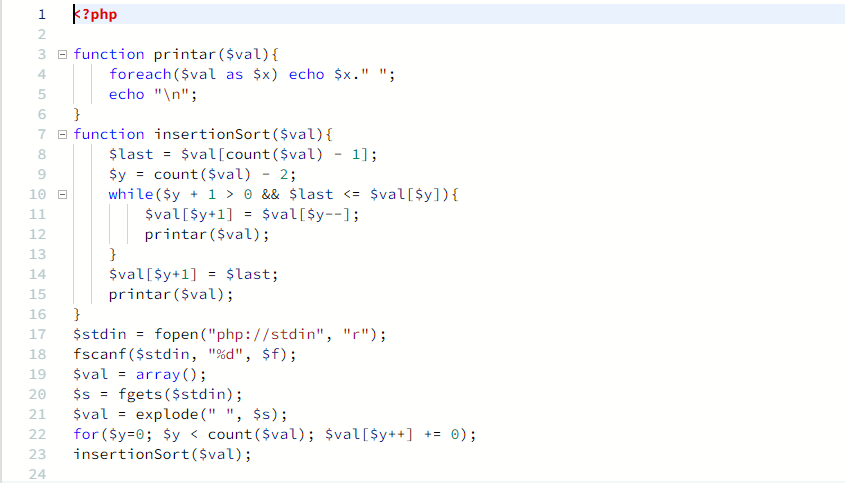 1 <?php
2
3 function printar($val){
4 foreach($val as $x) echo $x." ";
5 echo "\n";
6 }
7 function insertionSort($val){
8 $last = $val[count($val) - 1];
9 $y = count($val) - 2;
10 while($y + 1 > 0 && $last <= $val[$y]){
11 $val[$y+1] = $val[$y--];
12 printar($val);
13 }
14 $val[$y+1] = $last;
15 printar($val);
16 }
17 $stdin = fopen("php://stdin", "r");
18 fscanf($stdin, "%d", $f);
19 $val = array();
20 $s = fgets($stdin);
21 $val = explode(" ", $s);
22 for($y=0; $y < count($val); $val[$y++] += 0);
23 insertionSort($val);
24